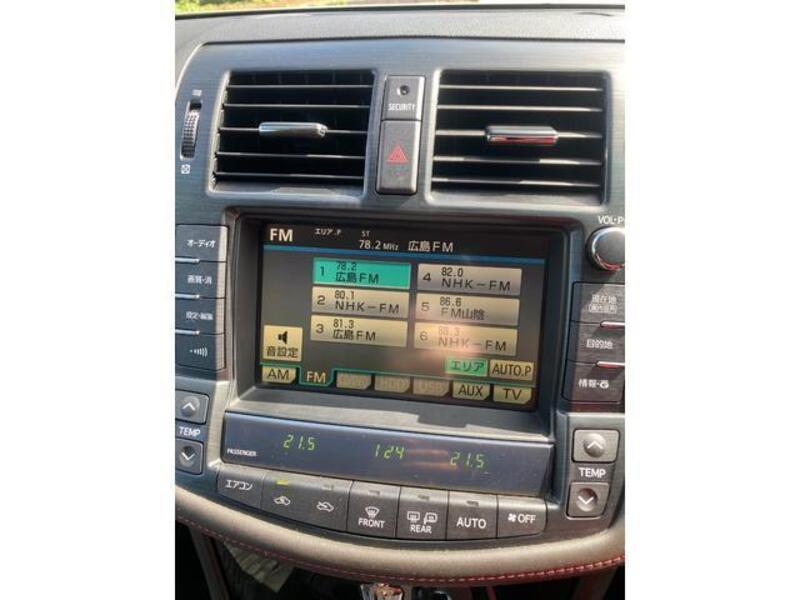 SECURITY
VOL・P
オーディオ
画質・消
設定・編集
FM エリア.P ST 78.2 MHz 広島FM
1 78.2 広島FM
4 82.0 NHK-FM
2 80.1 NHK-FM
5 86.6 FM山陰
3 81.3 広島FM
6 88.3 NHK-FM
音設定
エリア AUTO.P
AM FM HDD USB AUX TV
現在地
目的地
情報・
TEMP
PASSENGER 21.5 1:24 21.5
TEMP
エアコン
FRONT
REAR
AUTO
OFF